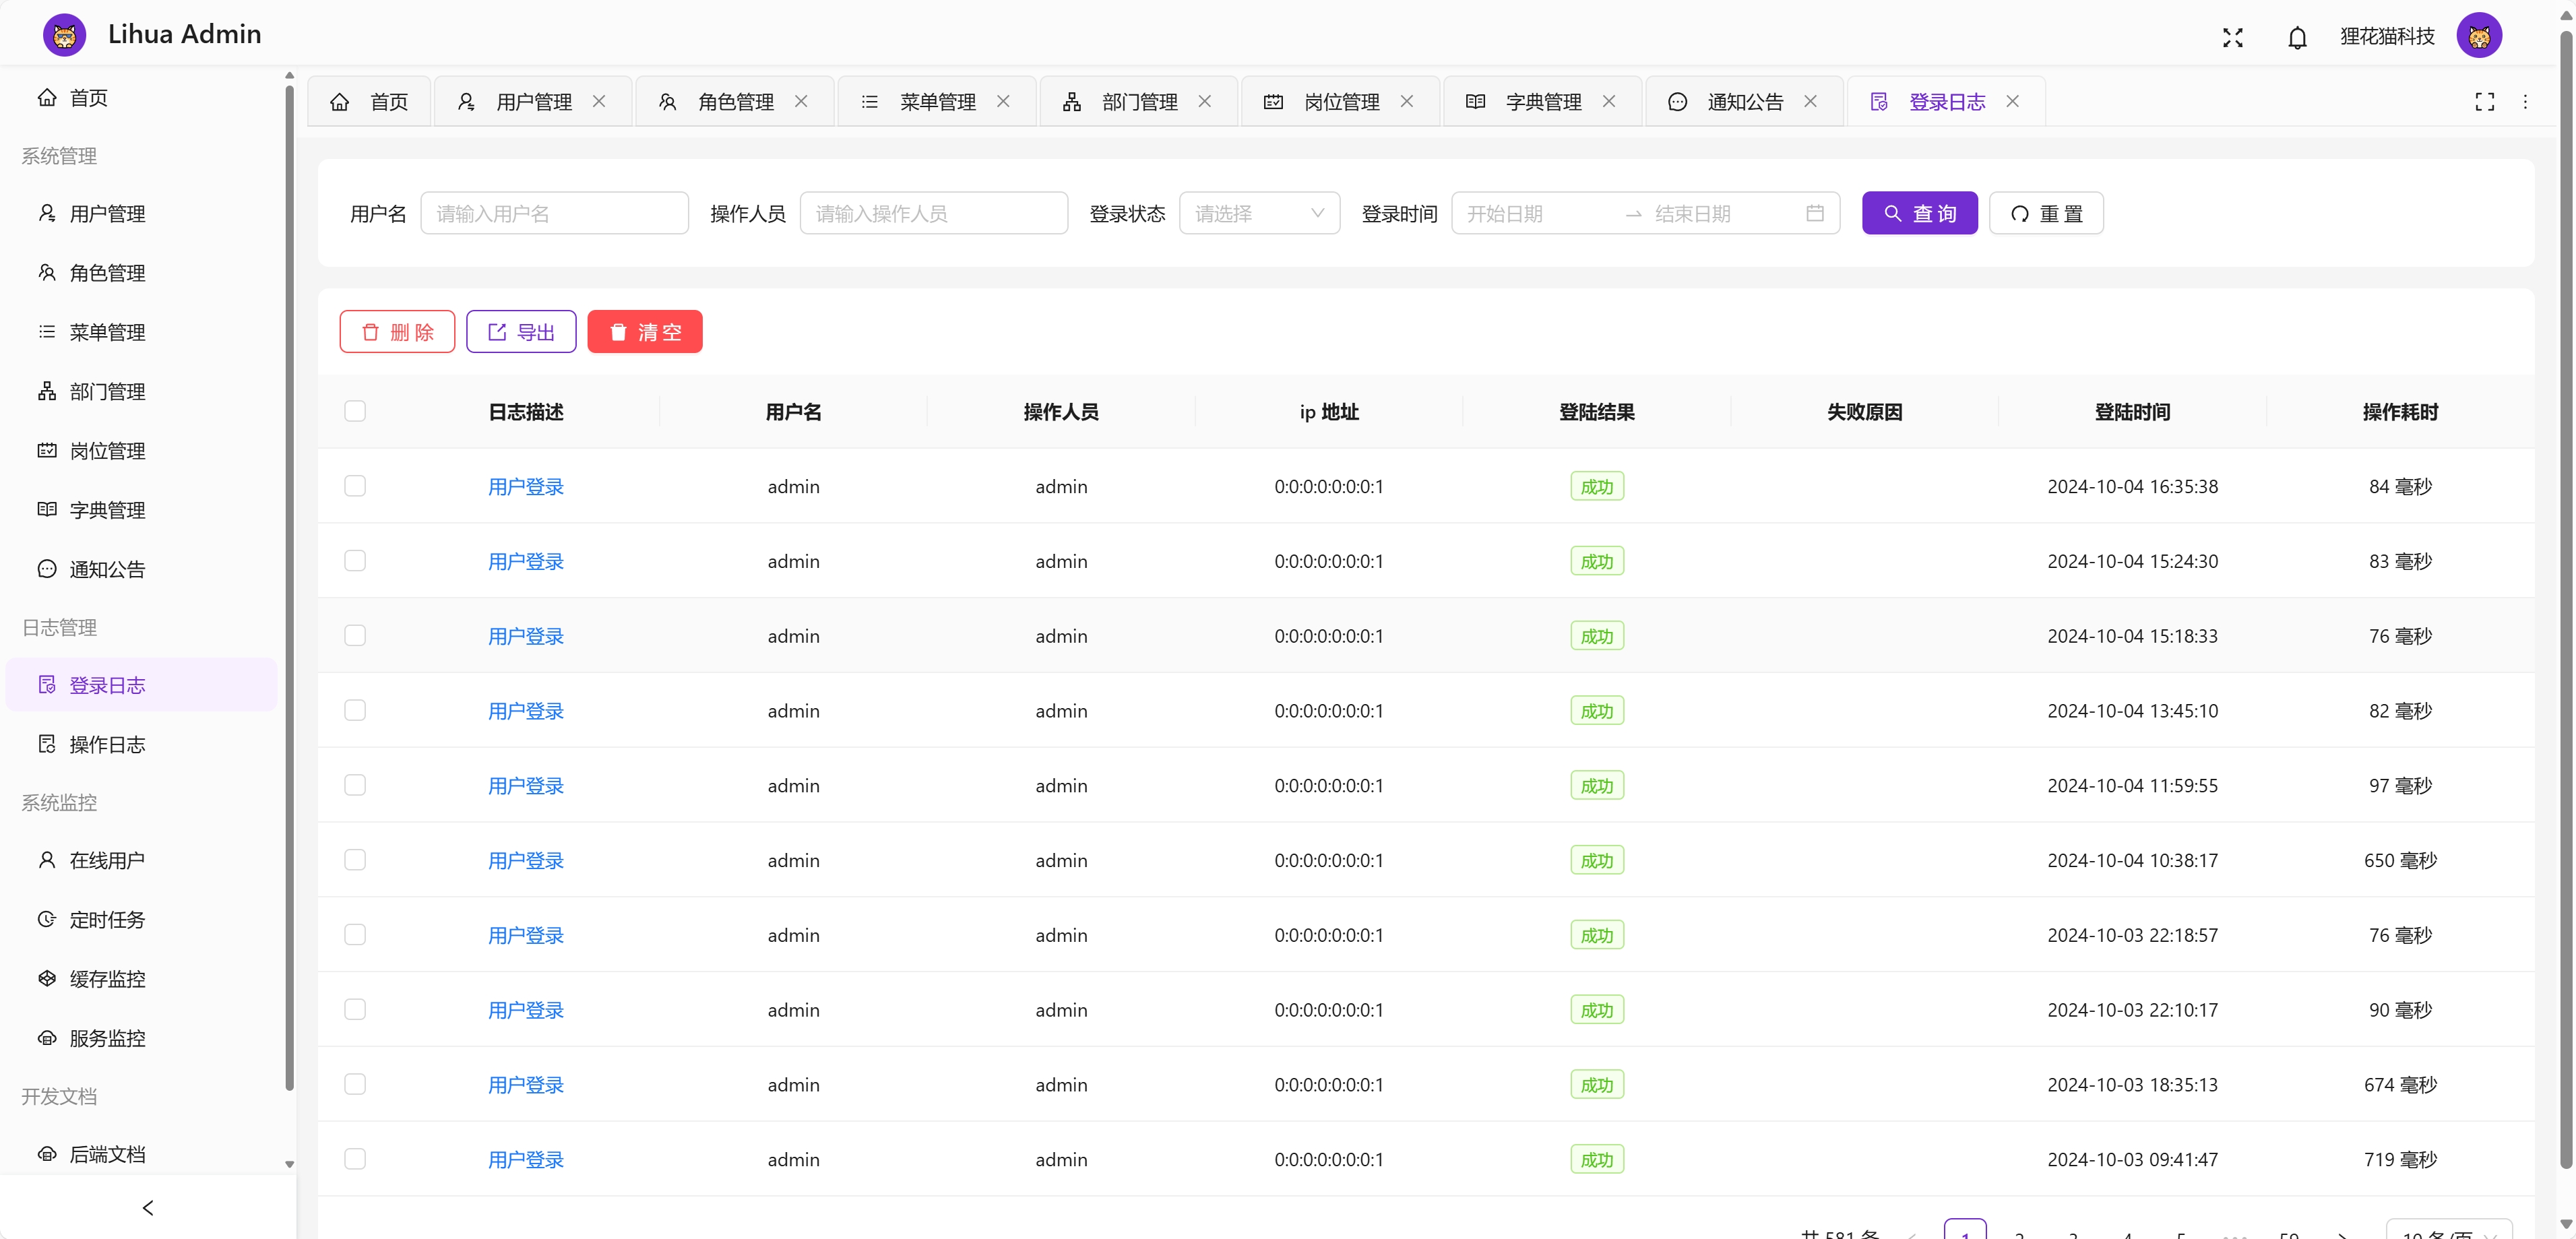 Lihua Admin
狸花猫科技
首页
系统管理
用户管理
角色管理
菜单管理
部门管理
岗位管理
字典管理
通知公告
日志管理
登录日志
操作日志
系统监控
在线用户
定时任务
缓存监控
服务监控
开发文档
后端文档
首页 用户管理 角色管理 菜单管理 部门管理 岗位管理 字典管理 通知公告 登录日志
用户名 请输入用户名 操作人员 请输入操作人员 登录状态 请选择 登录时间 开始日期 结束日期 查询 重置
删除 导出 清空
日志描述 用户名 操作人员 ip 地址 登陆结果 失败原因 登陆时间 操作耗时
用户登录 admin admin 0:0:0:0:0:0:0:1 成功 2024-10-04 16:35:38 84 毫秒
用户登录 admin admin 0:0:0:0:0:0:0:1 成功 2024-10-04 15:24:30 83 毫秒
用户登录 admin admin 0:0:0:0:0:0:0:1 成功 2024-10-04 15:18:33 76 毫秒
用户登录 admin admin 0:0:0:0:0:0:0:1 成功 2024-10-04 13:45:10 82 毫秒
用户登录 admin admin 0:0:0:0:0:0:0:1 成功 2024-10-04 11:59:55 97 毫秒
用户登录 admin admin 0:0:0:0:0:0:0:1 成功 2024-10-04 10:38:17 650 毫秒
用户登录 admin admin 0:0:0:0:0:0:0:1 成功 2024-10-03 22:18:57 76 毫秒
用户登录 admin admin 0:0:0:0:0:0:0:1 成功 2024-10-03 22:10:17 90 毫秒
用户登录 admin admin 0:0:0:0:0:0:0:1 成功 2024-10-03 18:35:13 674 毫秒
用户登录 admin admin 0:0:0:0:0:0:0:1 成功 2024-10-03 09:41:47 719 毫秒
共 581 条 1 2 3 4 5 59 10 条/页